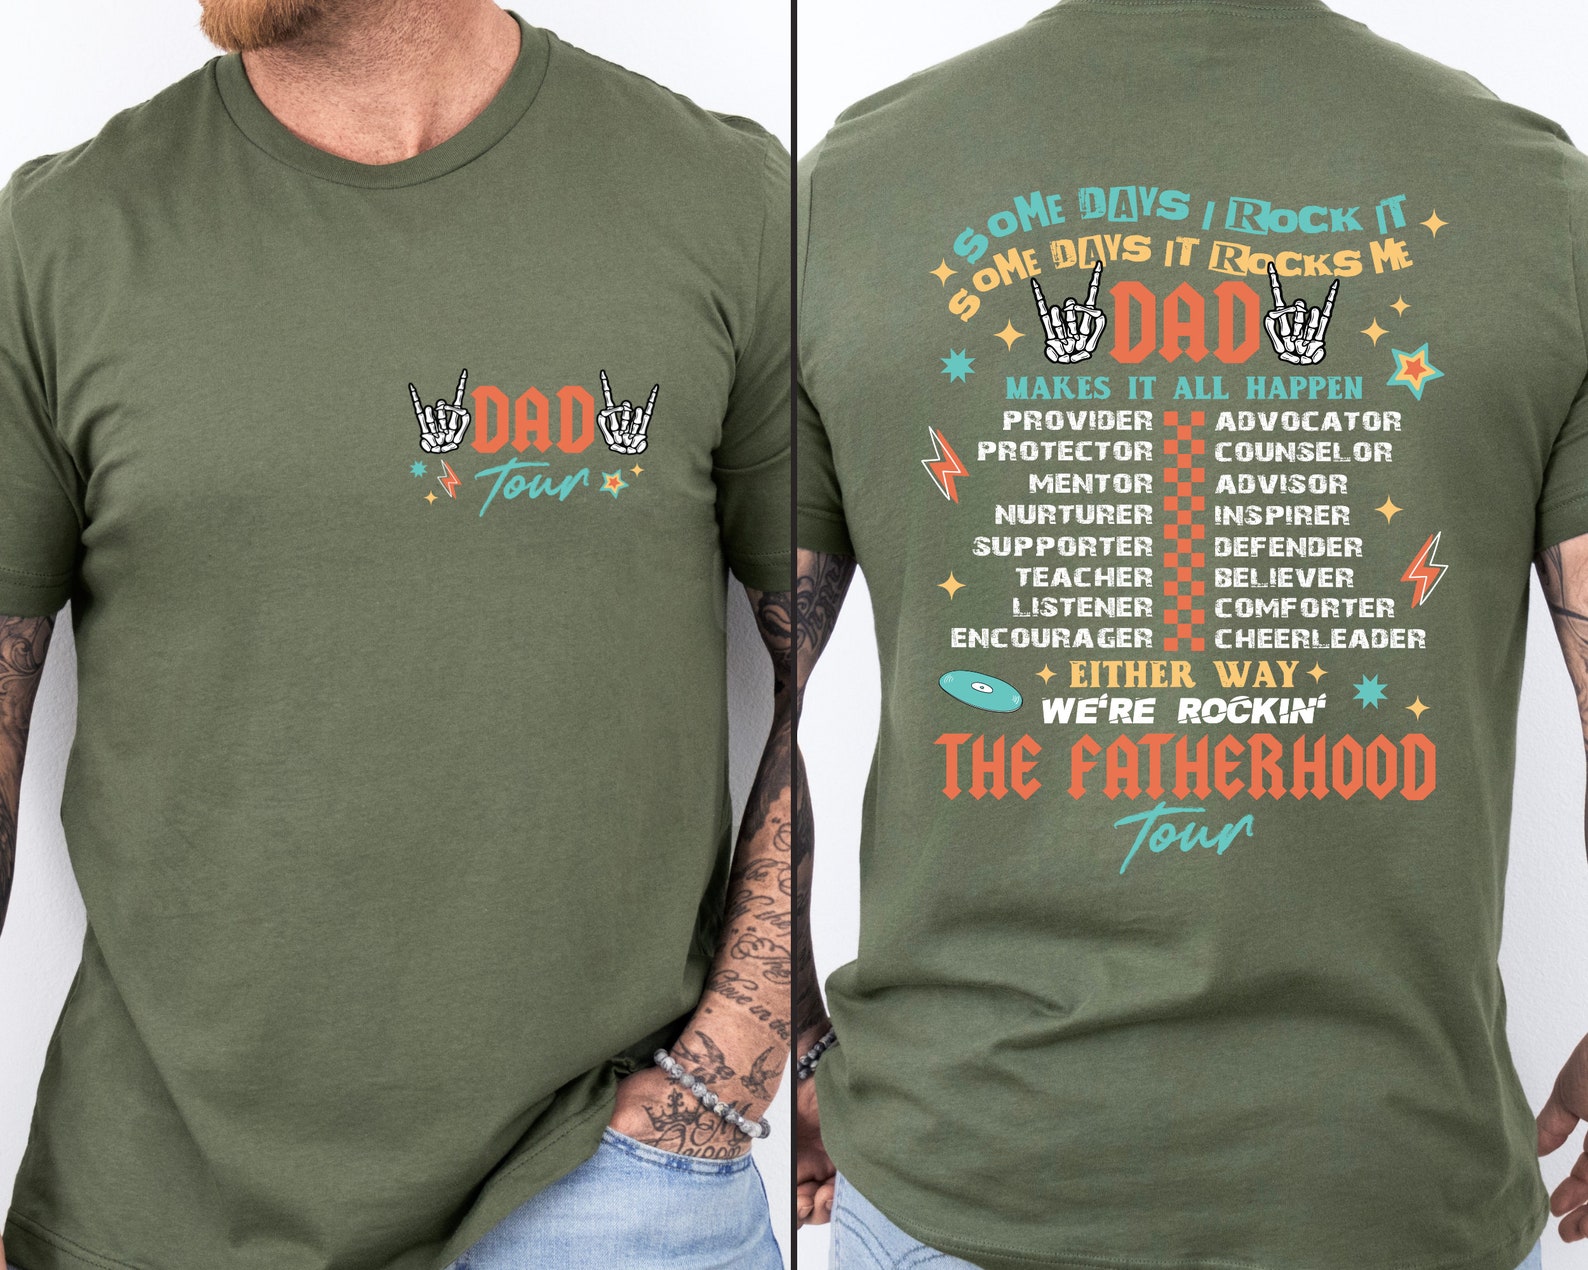 DAD
Tour
SOME DAYS I ROCK IT
SOME DAYS IT ROCKS ME
DAD
MAKES IT ALL HAPPEN
PROVIDER ADVOCATOR
PROTECTOR COUNSELOR
MENTOR ADVISOR
NURTURER INSPIRER
SUPPORTER DEFENDER
TEACHER BELIEVER
LISTENER COMFORTER
ENCOURAGER CHEERLEADER
EITHER WAY
WE'RE ROCKIN'
THE FATHERHOOD
Tour